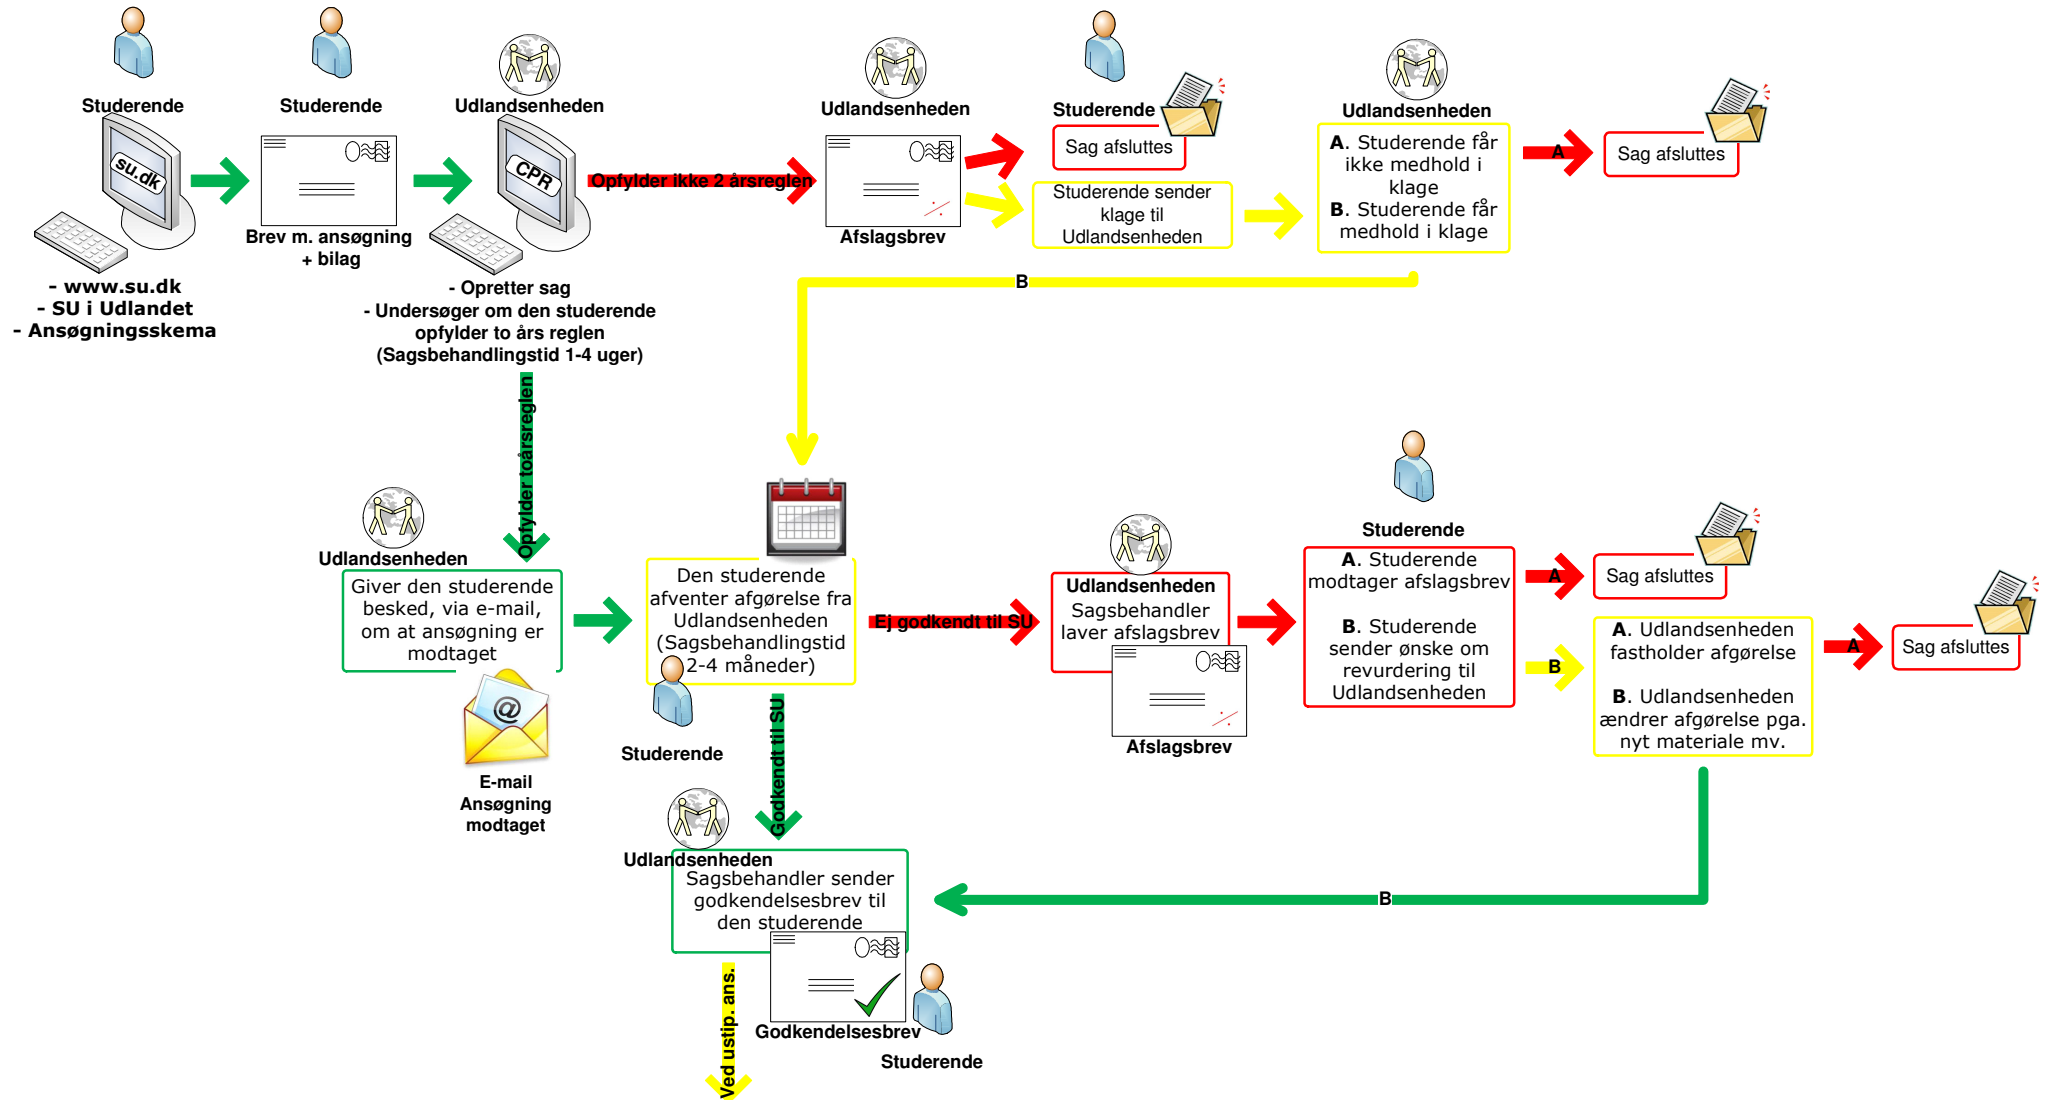 Studerende
su.dk
- www.su.dk
- SU i Udlandet
- Ansøgningsskema
Studerende
Brev m. ansøgning
+ bilag
Udlandsenheden
CPR
- Opretter sag
- Undersøger om den studerende
opfylder to års reglen
(Sagsbehandlingstid 1-4 uger)
Opfylder ikke 2 årsreglen
Udlandsenheden
Afslagsbrev
Studerende
Sag afsluttes
Studerende sender
klage til
Udlandsenheden
Udlandsenheden
A. Studerende får
ikke medhold i
klage
B. Studerende får
medhold i klage
A
Sag afsluttes
B
Opfylder toårsreglen
Udlandsenheden
Giver den studerende
besked, via e-mail,
om at ansøgning er
modtaget
@
E-mail
Ansøgning
modtaget
Den studerende
afventer afgørelse fra
Udlandsenheden
(Sagsbehandlingstid
2-4 måneder)
Studerende
Ej godkendt til SU
Udlandsenheden
Sagsbehandler
laver afslagsbrev
Afslagsbrev
Studerende
A. Studerende
modtager afslagsbrev
B. Studerende
sender ønske om
revurdering til
Udlandsenheden
A
Sag afsluttes
B
A. Udlandsenheden
fastholder afgørelse
B. Udlandsenheden
ændrer afgørelse pga.
nyt materiale mv.
A
Sag afsluttes
Godkendt til SU
B
Udlandsenheden
Sagsbehandler sender
godkendelsesbrev til
den studerende
Godkendelsesbrev
Studerende
Ved ustip. ans.